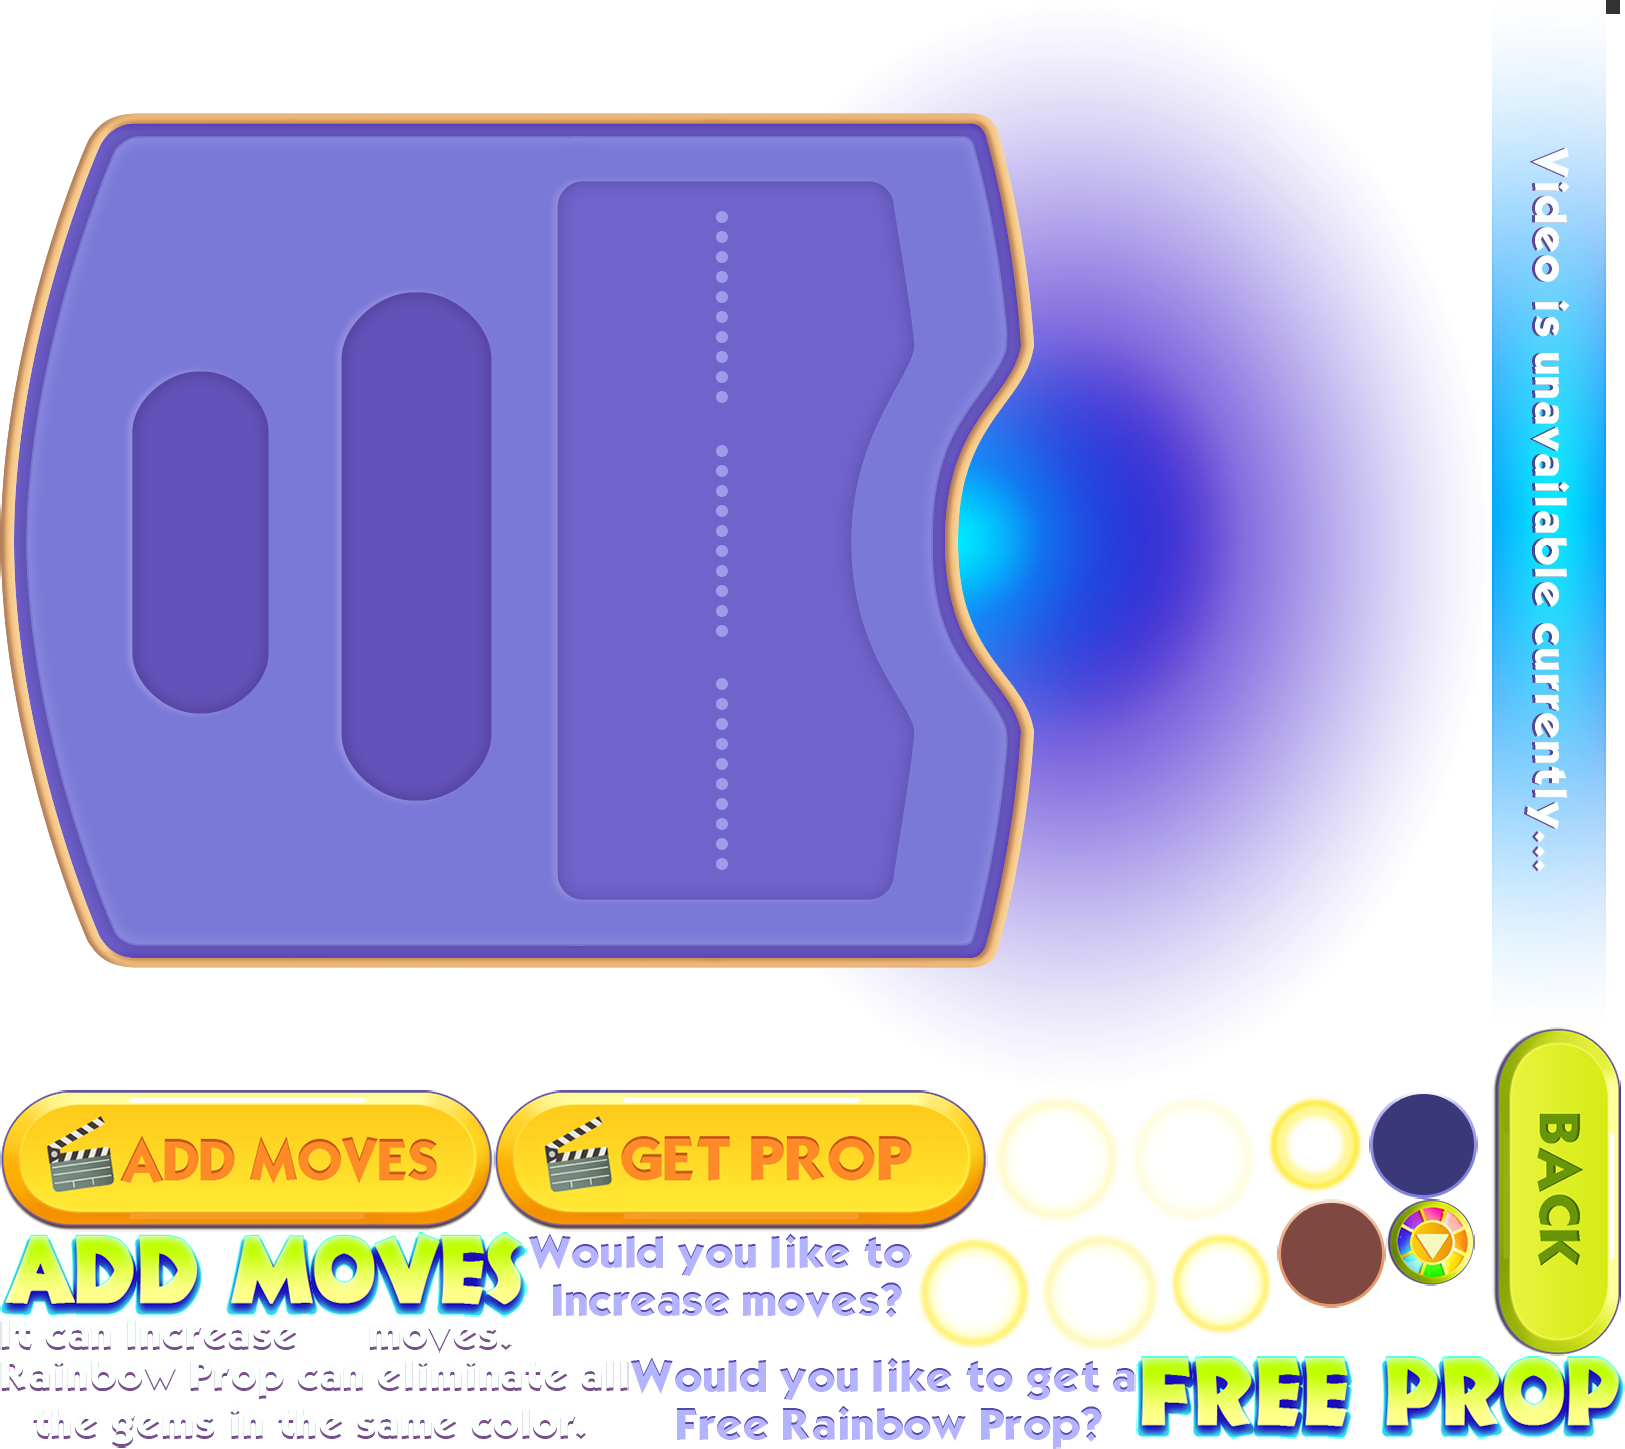 Video is unavailable currently...
ADD MOVES
GET PROP
BACK
ADD MOVES
Would you like to
Increase moves?
It can Increase moves.
Rainbow Prop can eliminate all
the gems in the same color.
Would you like to get a
Free Rainbow Prop?
FREE PROP